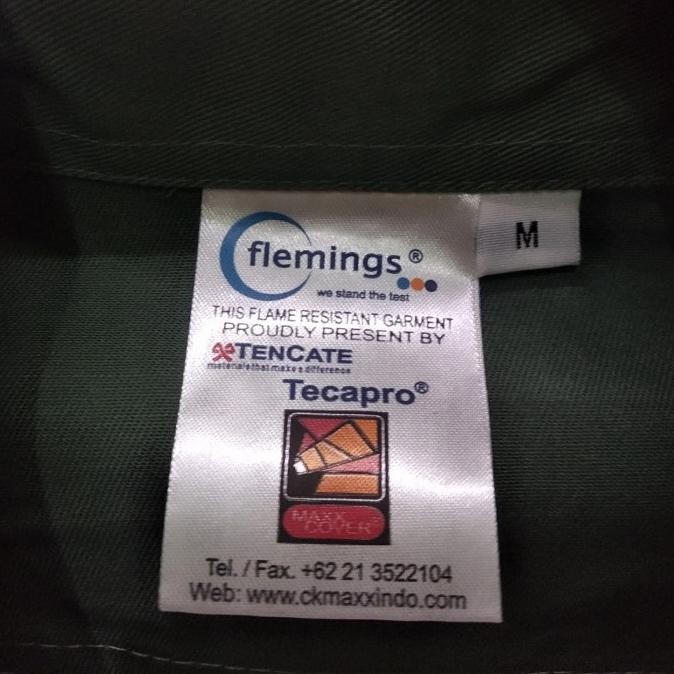 flemings®
M
we stand the test
THIS FLAME RESISTANT GARMENT
PROUDLY PRESENT BY
TENCATE
materials that make a difference
Tecapro®
MAXX
COVER
Tel. / Fax. +62 21 3522104
Web: www.ckmaxxindo.com